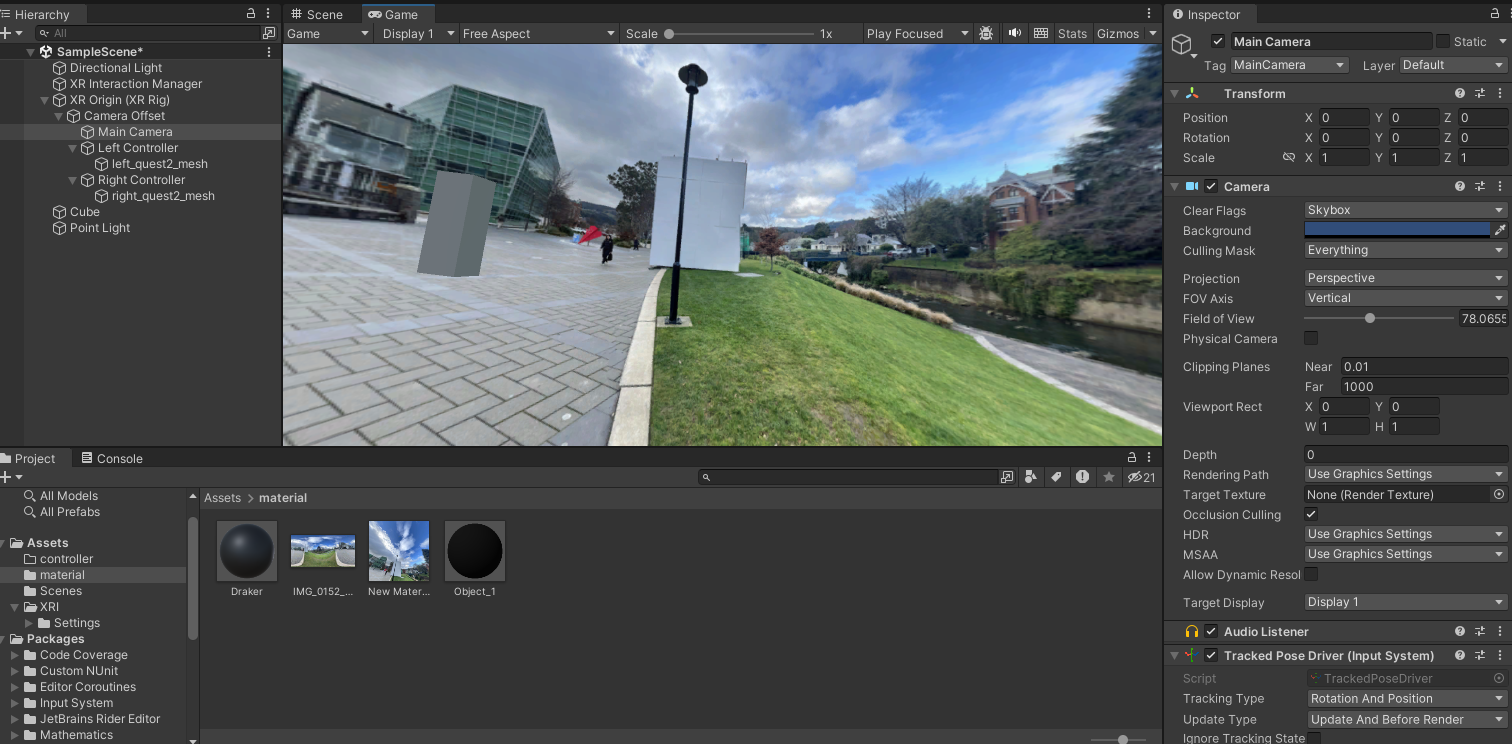 Hierarchy
All
SampleScene*
Directional Light
XR Interaction Manager
XR Origin (XR Rig)
Camera Offset
Main Camera
Left Controller
left_quest2_mesh
Right Controller
right_quest2_mesh
Cube
Point Light
Scene
Game
Game
Display 1
Free Aspect
Scale
1x
Play Focused
Stats
Gizmos
Inspector
Main Camera
Static
Tag MainCamera
Layer Default
Transform
Position X 0 Y 0 Z 0
Rotation X 0 Y 0 Z 0
Scale X 1 Y 1 Z 1
Camera
Clear Flags Skybox
Background
Culling Mask Everything
Projection Perspective
FOV Axis Vertical
Field of View 78.0655
Physical Camera
Clipping Planes Near 0.01
Far 1000
Viewport Rect X 0 Y 0
W 1 H 1
Depth 0
Rendering Path Use Graphics Settings
Target Texture None (Render Texture)
Occlusion Culling
HDR Use Graphics Settings
MSAA Use Graphics Settings
Allow Dynamic Resol
Target Display Display 1
Audio Listener
Tracked Pose Driver (Input System)
Script TrackedPoseDriver
Tracking Type Rotation And Position
Update Type Update And Before Render
Ignore Tracking State
Project
Console
21
All Models
All Prefabs
Assets
controller
material
Scenes
XRI
Settings
Packages
Code Coverage
Custom NUnit
Editor Coroutines
Input System
JetBrains Rider Editor
Mathematics
Assets > material
Draker
IMG_0152_...
New Mater...
Object_1